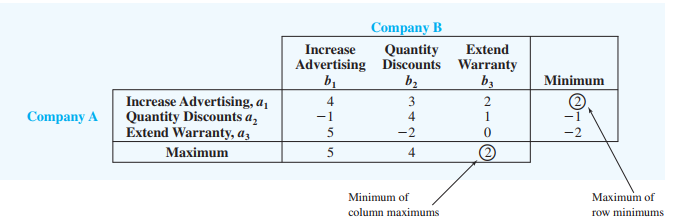 Company B
Increase Quantity Extend
Advertising Discounts Warranty
b₁ b₂ b₃ Minimum
Increase Advertising, a₁ 4 3 2 2
Company A Quantity Discounts a₂ −1 4 1 −1
Extend Warranty, a₃ 5 −2 0 −2
Maximum 5 4 2
Minimum of Maximum of
column maximums row minimums